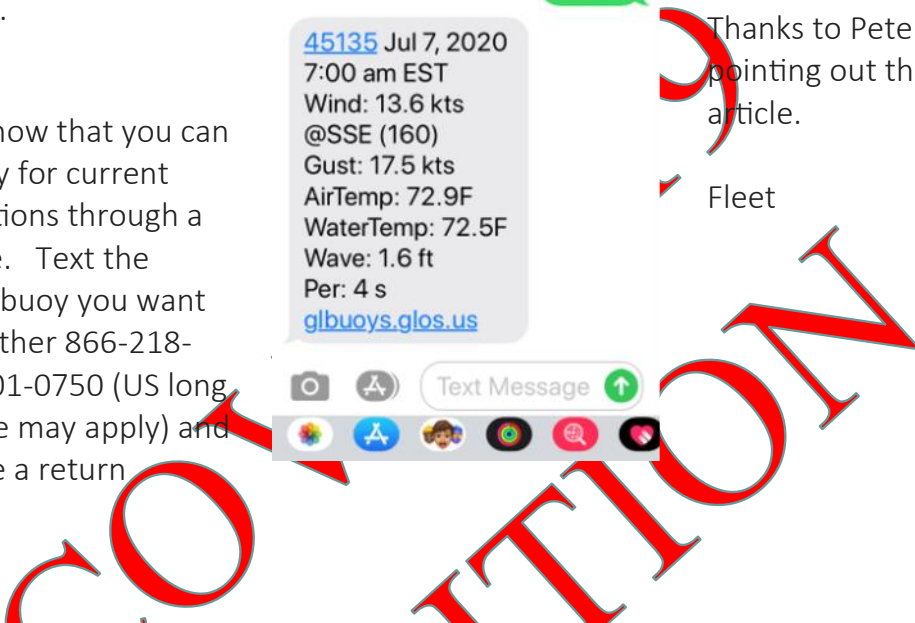 .
now that you can
y for current
tions through a
e. Text the
buoy you want
ther 866-218-
01-0750 (US long
e may apply) and
e a return
45135 Jul 7, 2020
7:00 am EST
Wind: 13.6 kts
@SSE (160)
Gust: 17.5 kts
AirTemp: 72.9F
WaterTemp: 72.5F
Wave: 1.6 ft
Per: 4 s
glbuoys.glos.us
Text Message
Thanks to Pete
pointing out th
article.
Fleet
COV
ITION